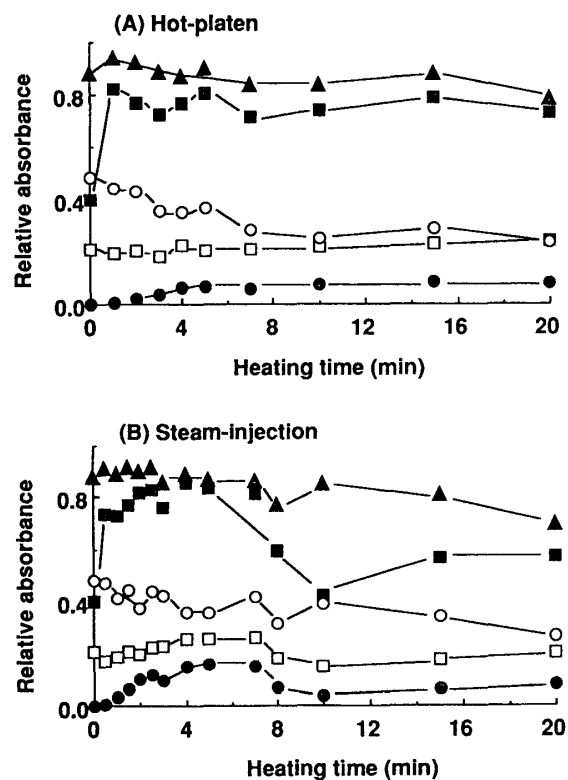 (A) Hot-platen
Relative absorbance
0.8
0.4
0.0
0 4 8 12 16 20
Heating time (min)
(B) Steam-injection
Relative absorbance
0.8
0.4
0.0
0 4 8 12 16 20
Heating time (min)